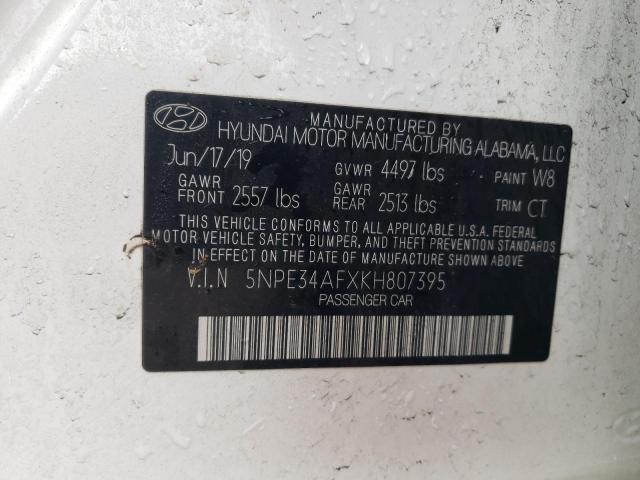 MANUFACTURED BY
HYUNDAI MOTOR MANUFACTURING ALABAMA, LLC
Jun/17/19 GVWR 4497 lbs PAINT W8
GAWR FRONT 2557 lbs GAWR REAR 2513 lbs TRIM CT
THIS VEHICLE CONFORMS TO ALL APPLICABLE U.S.A. FEDERAL
MOTOR VEHICLE SAFETY, BUMPER, AND THEFT PREVENTION STANDARDS
IN EFFECT ON THE DATE OF MANUFACTURE SHOWN ABOVE.
V.I.N 5NPE34AFXKH807395
PASSENGER CAR